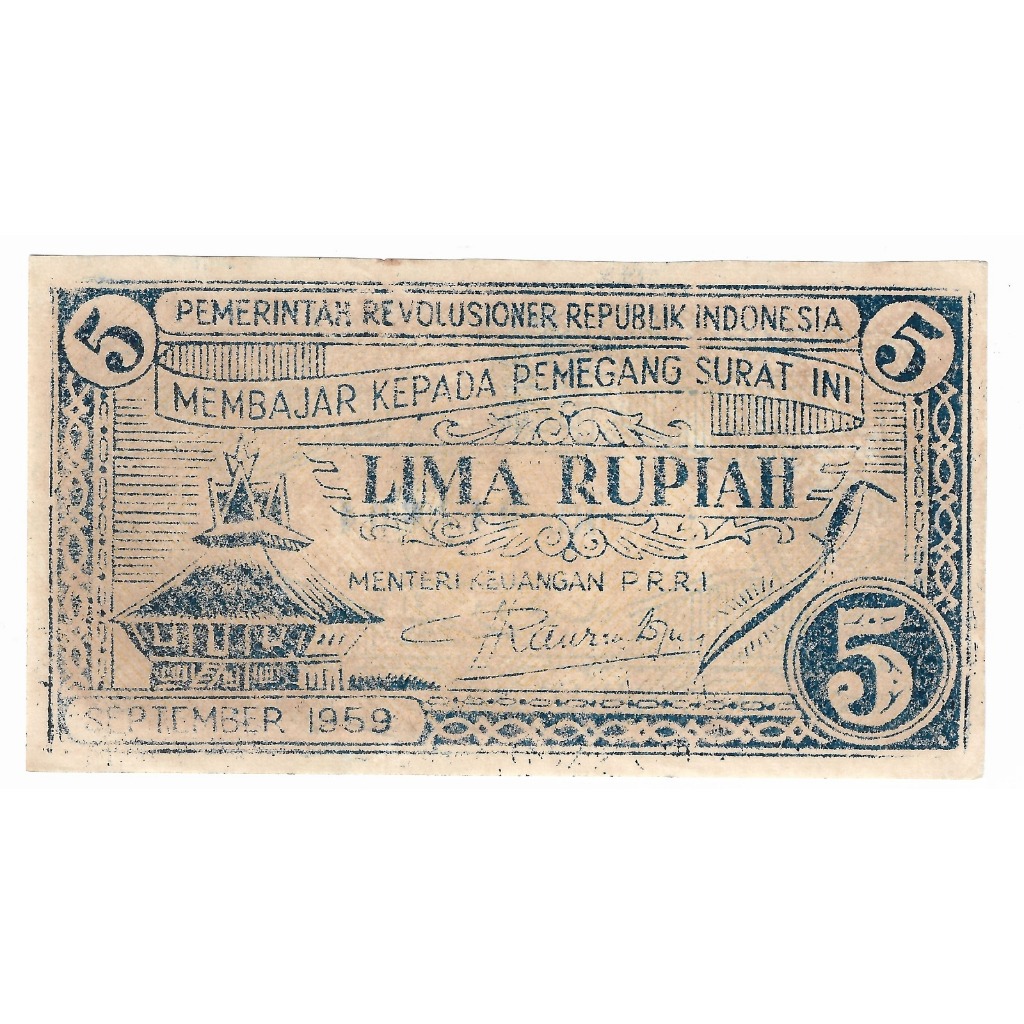 5 PEMERINTAH REVOLUSIONER REPUBLIK INDONESIA 5
MEMBAJAR KEPADA PEMEGANG SURAT INI
LIMA RUPIAH
MENTERI KEUANGAN P.R.R.I
5
SEPTEMBER 1959